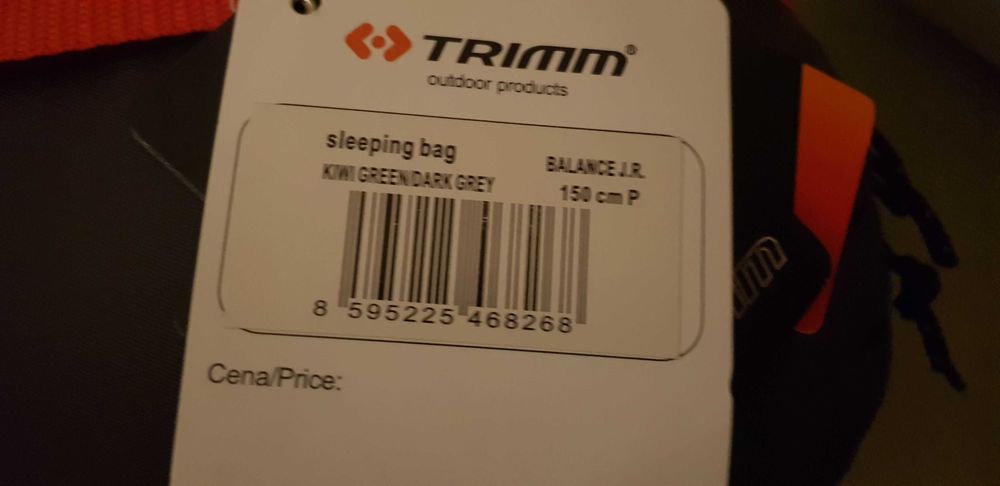 TRIMM®
outdoor products
sleeping bag
BALANCE J.R.
KIWI GREEN/DARK GREY
150 cm P
8 595225 468268
Cena/Price: